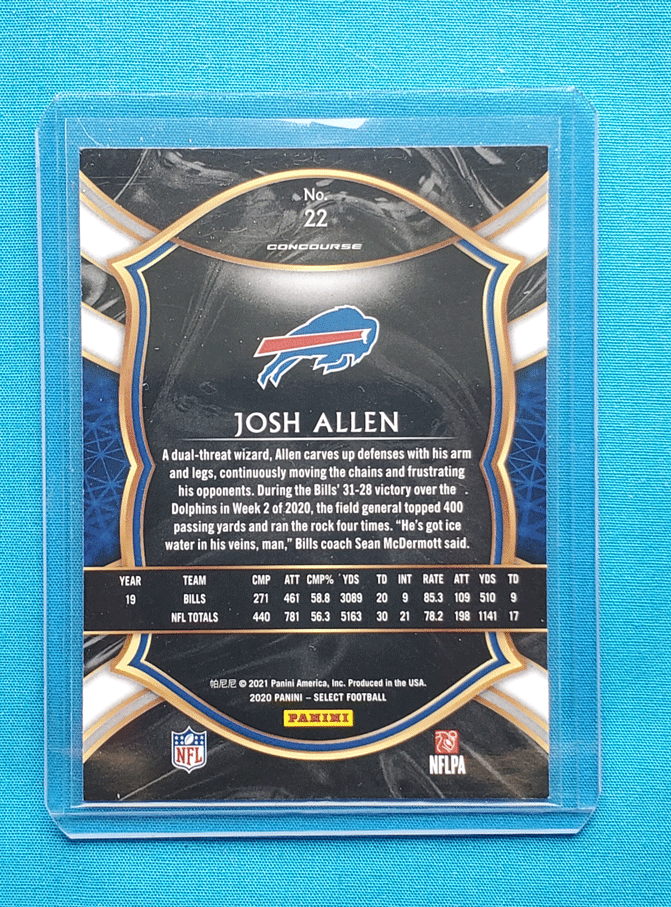 No.
22
CONCOURSE
JOSH ALLEN
A dual-threat wizard, Allen carves up defenses with his arm
and legs, continuously moving the chains and frustrating
his opponents. During the Bills' 31-28 victory over the
Dolphins in Week 2 of 2020, the field general topped 400
passing yards and ran the rock four times. “He's got ice
water in his veins, man,” Bills coach Sean McDermott said.
YEAR TEAM CMP ATT CMP% YDS TD INT RATE ATT YDS TD
19 BILLS 271 461 58.8 3089 20 9 85.3 109 510 9
NFL TOTALS 440 781 56.3 5163 30 21 78.2 198 1141 17
帕尼尼 © 2021 Panini America, Inc. Produced in the USA.
2020 PANINI – SELECT FOOTBALL
PANINI
NFL
NFLPA